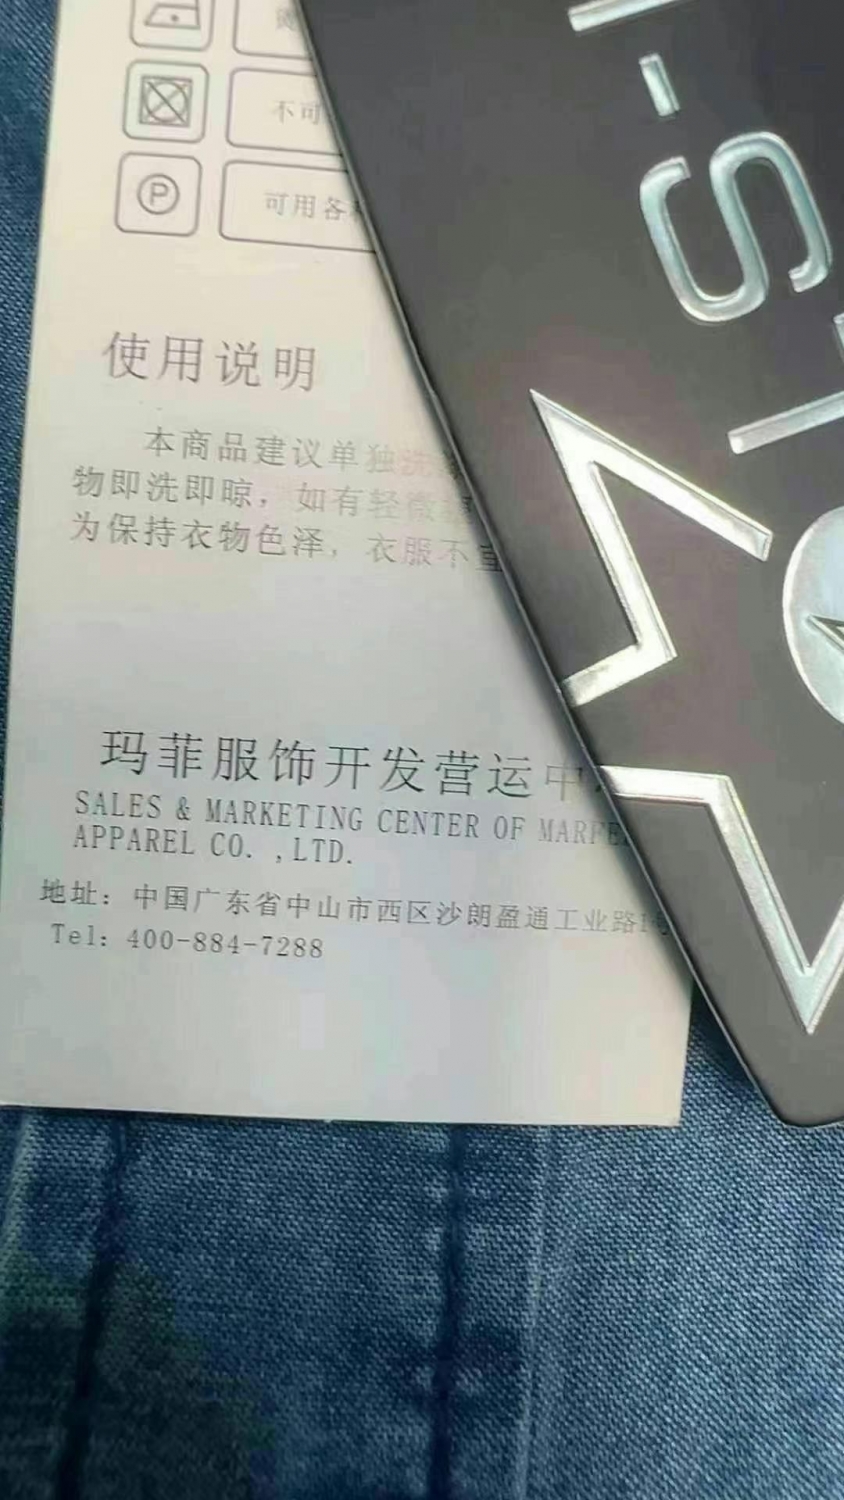 P
不可
可用各
使用说明
本商品建议单独洗
物即洗即晾，如有轻微
为保持衣物色泽，衣服不宜
玛菲服饰开发营运中
SALES & MARKETING CENTER OF MARFE
APPAREL CO. ,LTD.
地址：中国广东省中山市西区沙朗盈通工业路1号
Tel：400-884-7288
-S